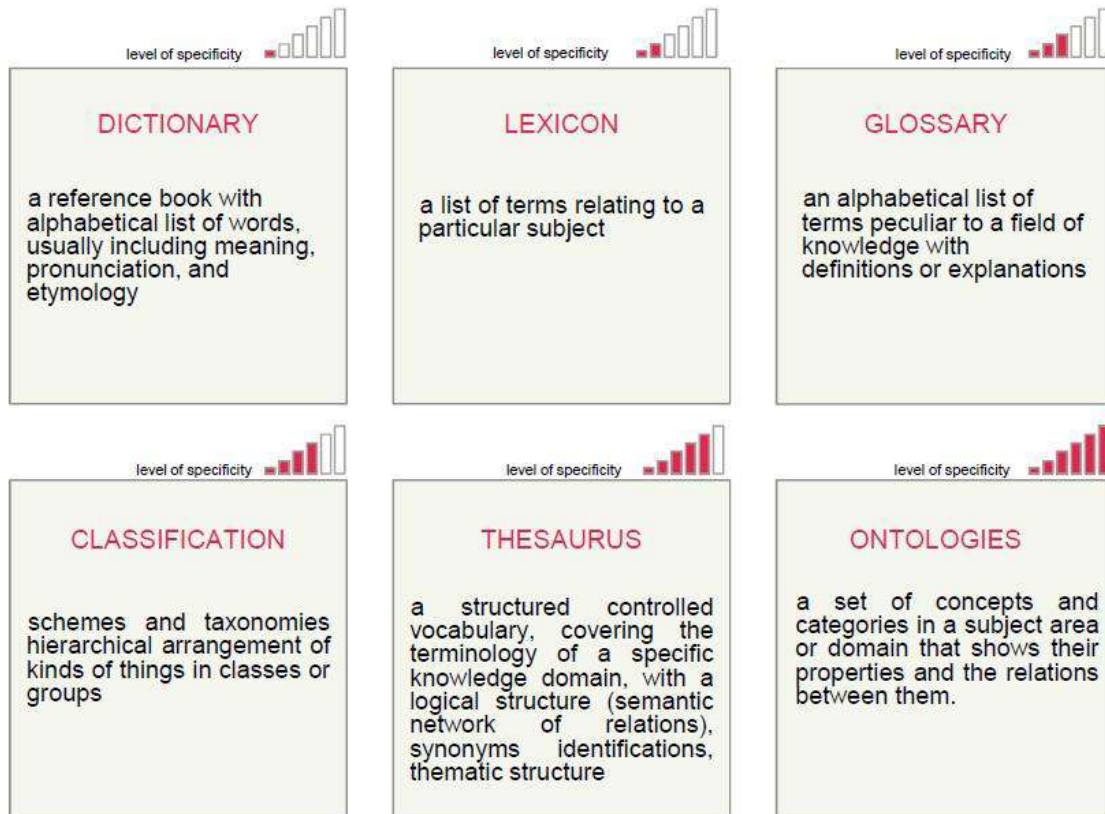 level of specificity
DICTIONARY
a reference book with
alphabetical list of words,
usually including meaning,
pronunciation, and
etymology
level of specificity
LEXICON
a list of terms relating to a
particular subject
level of specificity
GLOSSARY
an alphabetical list of
terms peculiar to a field of
knowledge with
definitions or explanations
level of specificity
CLASSIFICATION
schemes and taxonomies
hierarchical arrangement of
kinds of things in classes or
groups
level of specificity
THESAURUS
a structured controlled
vocabulary, covering the
terminology of a specific
knowledge domain, with a
logical structure (semantic
network of relations),
synonyms identifications,
thematic structure
level of specificity
ONTOLOGIES
a set of concepts and
categories in a subject area
or domain that shows their
properties and the relations
between them.